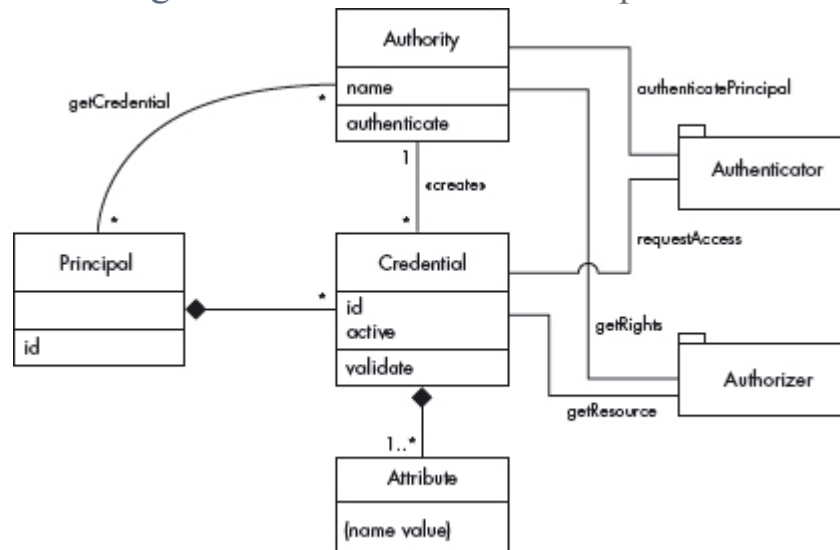 Authority
name
authenticate
getCredential
*
authenticatePrincipal
1
«create»
Authenticator
*
*
requestAccess
Principal
Credential
*
id
active
id
validate
getRights
Authorizer
getResource
1..*
Attribute
(name value)